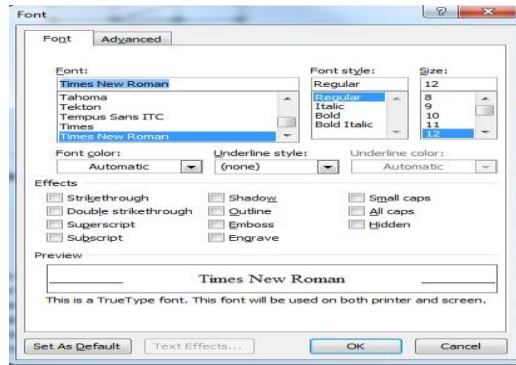 Font
Font Advanced
Font: Font style: Size:
Times New Roman Regular 12
Tahoma Regular 8
Tekton Italic 9
Tempus Sans ITC Bold 10
Times Bold Italic 11
Times New Roman 12
Font color: Underline style: Underline color:
Automatic (none) Automatic
Effects
Strikethrough Shadow Small caps
Double strikethrough Outline All caps
Superscript Emboss Hidden
Subscript Engrave
Preview
Times New Roman
This is a TrueType font. This font will be used on both printer and screen.
Set As Default Text Effects... OK Cancel